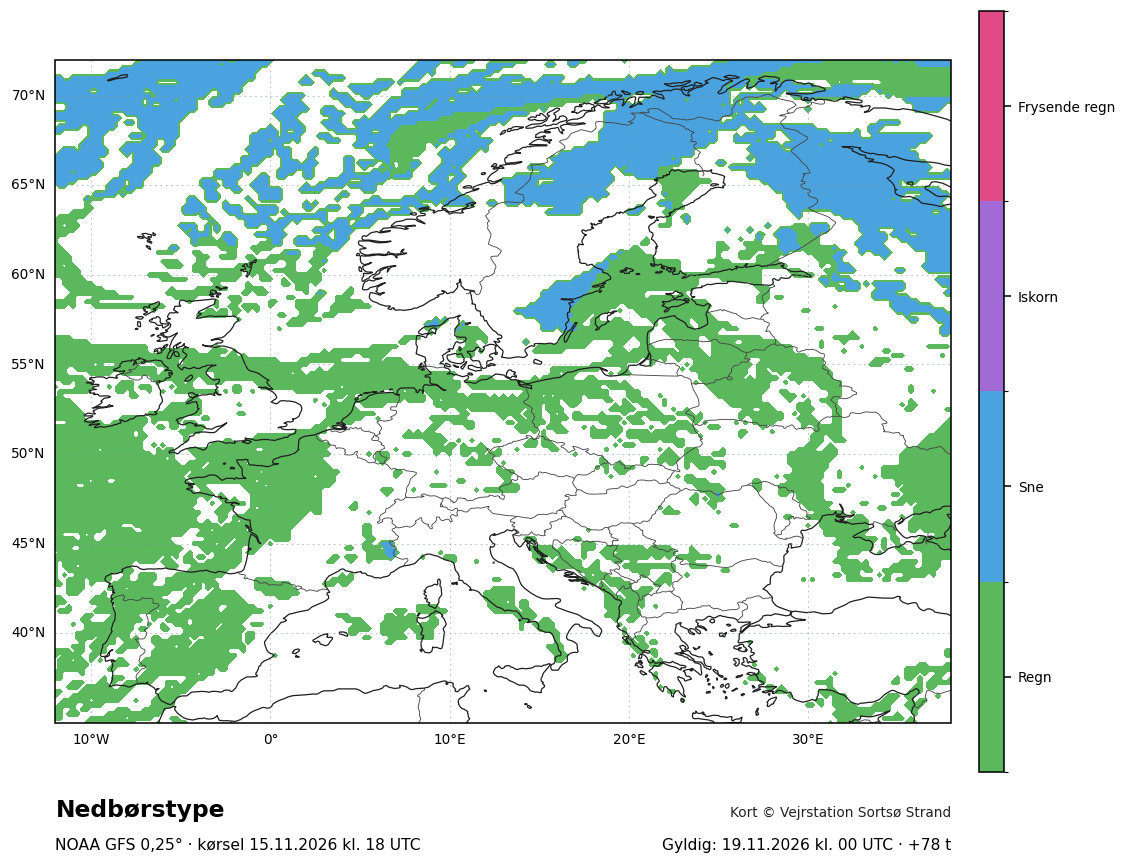 70°N
65°N
60°N
55°N
50°N
45°N
40°N
10°W
0°
10°E
20°E
30°E
Frysende regn
Iskorn
Sne
Regn
Nedbørstype
Kort © Vejrstation Sortsø Strand
NOAA GFS 0,25° · kørsel 15.11.2026 kl. 18 UTC
Gyldig: 19.11.2026 kl. 00 UTC · +78 t